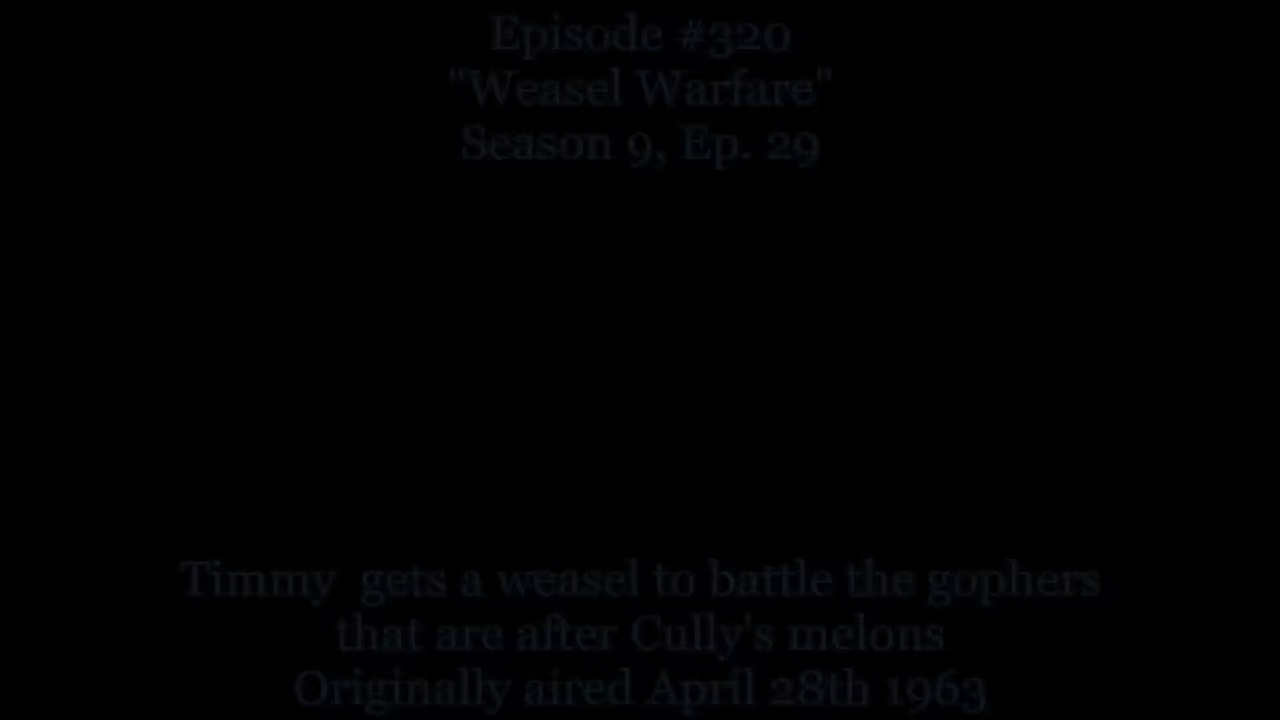 Episode #320
"Weasel Warfare"
Season 9, Ep. 29
Timmy  gets a weasel to battle the gophers
that are after Cully's melons
Originally aired April 28th 1963